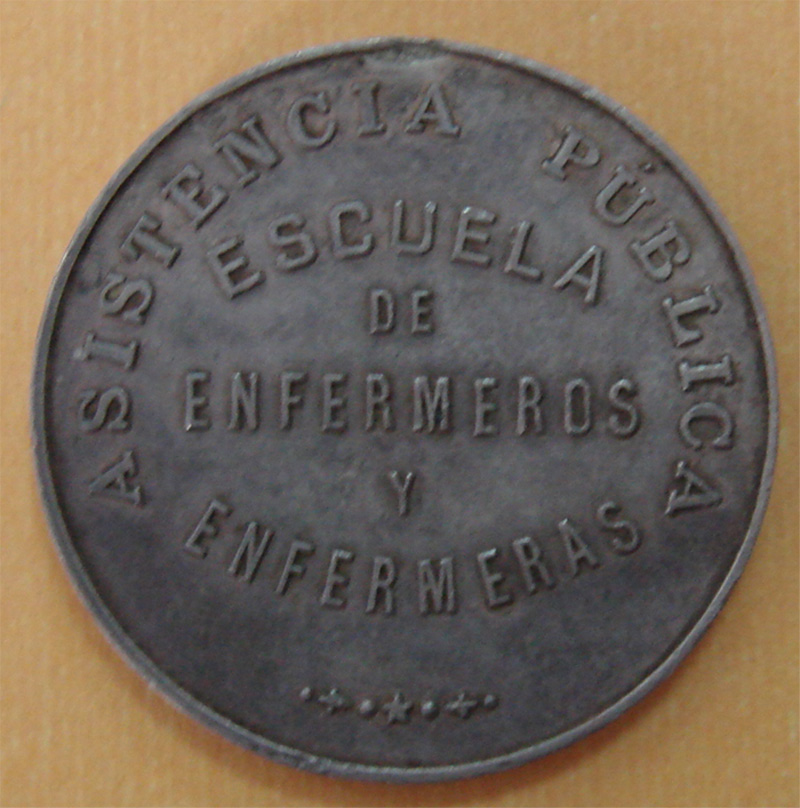 ASISTENCIA PÚBLICA
ESCUELA
DE
ENFERMEROS
Y
ENFERMERAS